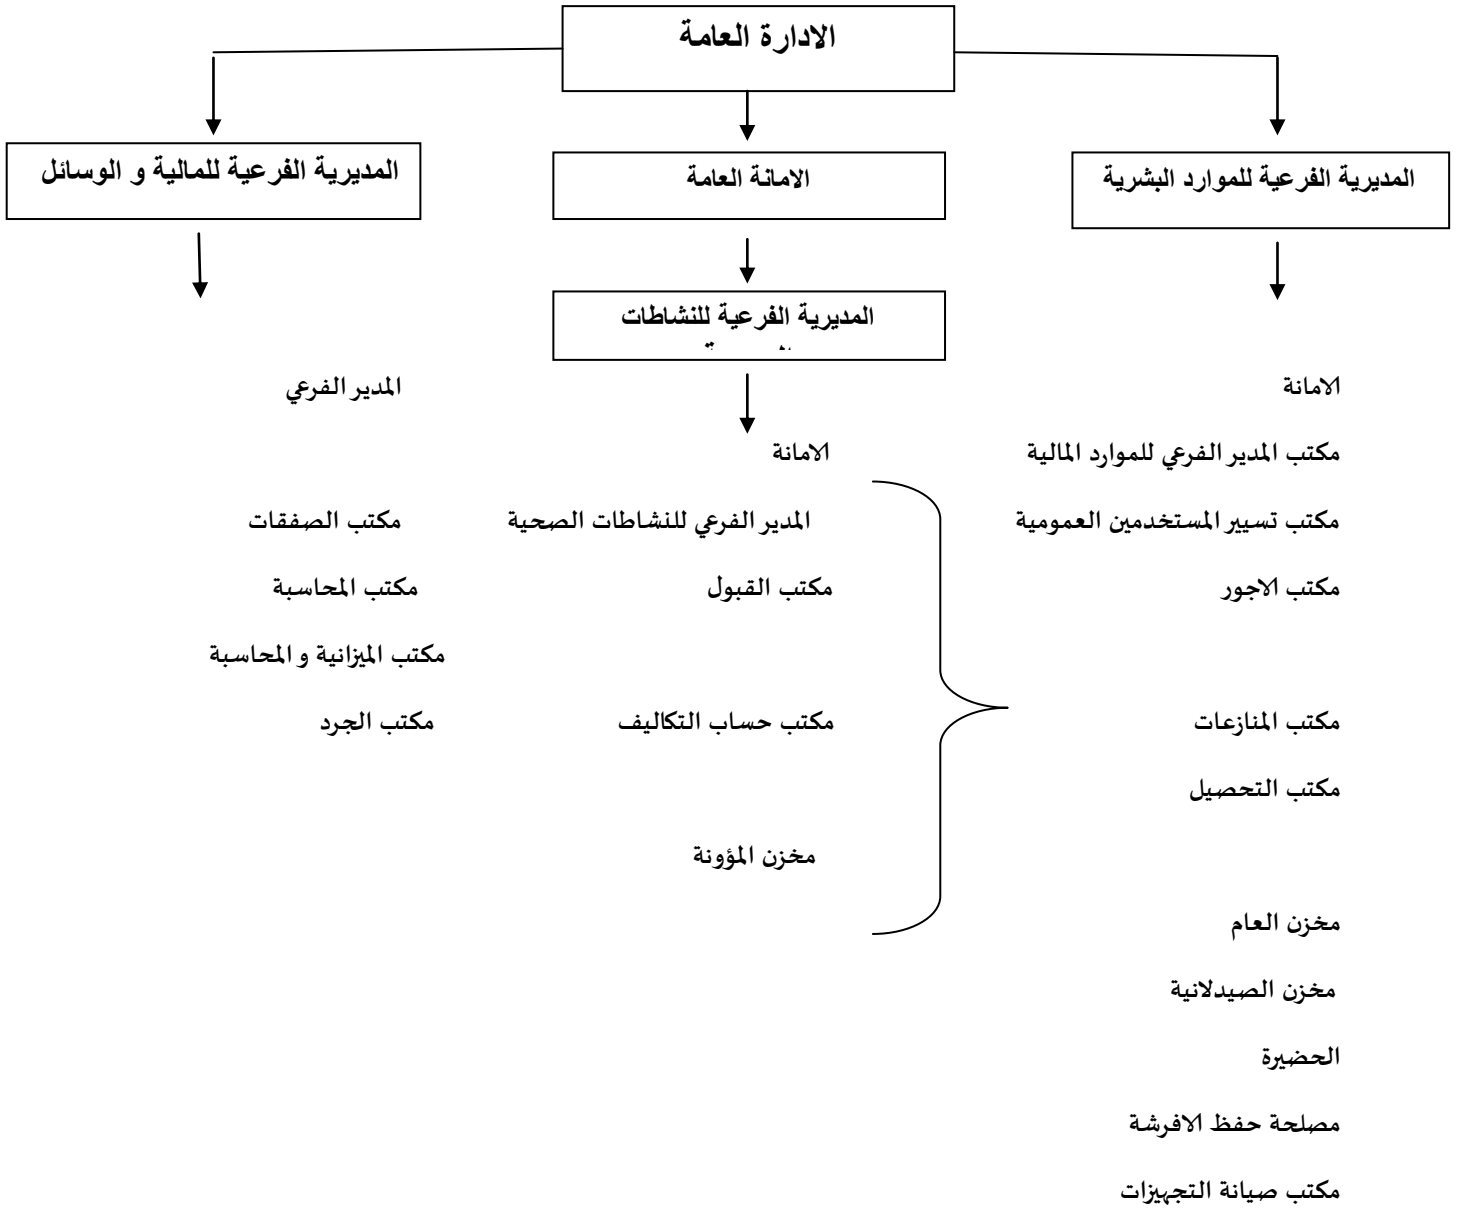 الادارة العامة
المديرية الفرعية للموارد البشرية
الامانة العامة
المديرية الفرعية للمالية و الوسائل
المديرية الفرعية للنشاطات
الامانة
المدير الفرعي
مكتب المدير الفرعي للموارد المالية
الامانة
مكتب تسيير المستخدمين العمومية
المدير الفرعي للنشاطات الصحية
مكتب الصفقات
مكتب الاجور
مكتب القبول
مكتب المحاسبة
مكتب الميزانية و المحاسبة
مكتب المنازعات
مكتب حساب التكاليف
مكتب الجرد
مكتب التحصيل
مخزن المؤونة
مخزن العام
مخزن الصيدلانية
الحضيرة
مصلحة حفظ الافرشة
مكتب صيانة التجهيزات